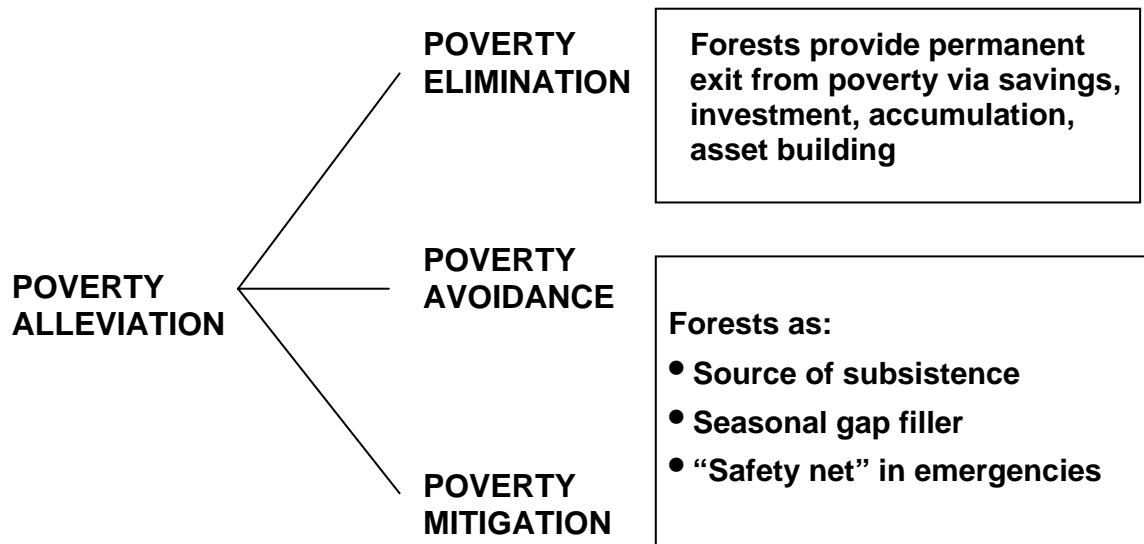 POVERTY
ELIMINATION
Forests provide permanent
exit from poverty via savings,
investment, accumulation,
asset building
POVERTY
ALLEVIATION
POVERTY
AVOIDANCE
POVERTY
MITIGATION
Forests as:
• Source of subsistence
• Seasonal gap filler
• “Safety net” in emergencies